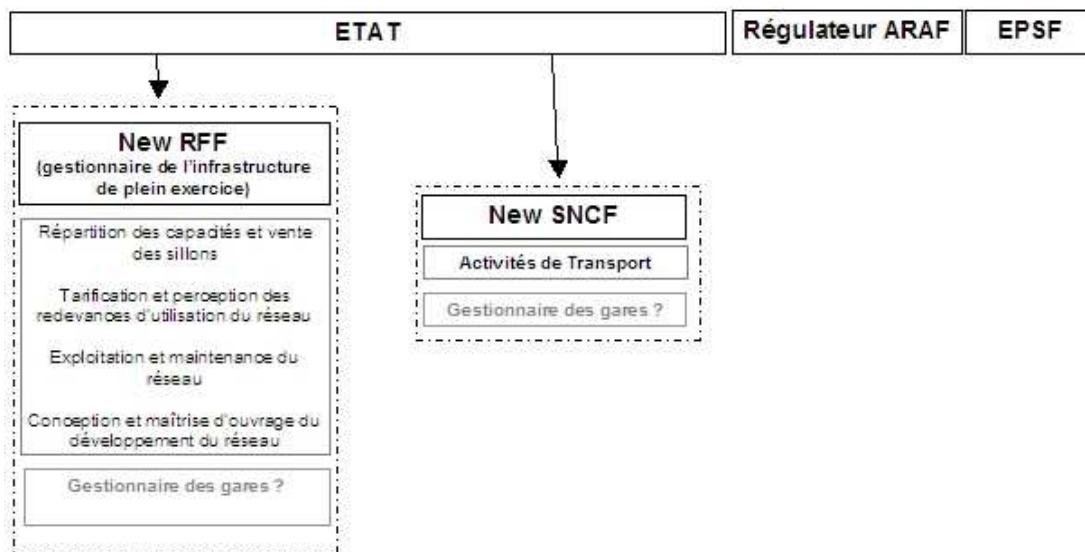 ETAT
Régulateur ARAF
EPSF
New RFF
(gestionnaire de l'infrastructure
de plein exercice)
Répartition des capacités et vente
des sillons
Tarification et perception des
redevances d'utilisation du réseau
Exploitation et maintenance du
réseau
Conception et maîtrise d'ouvrage du
développement du réseau
Gestionnaire des gares ?
New SNCF
Activités de Transport
Gestionnaire des gares ?